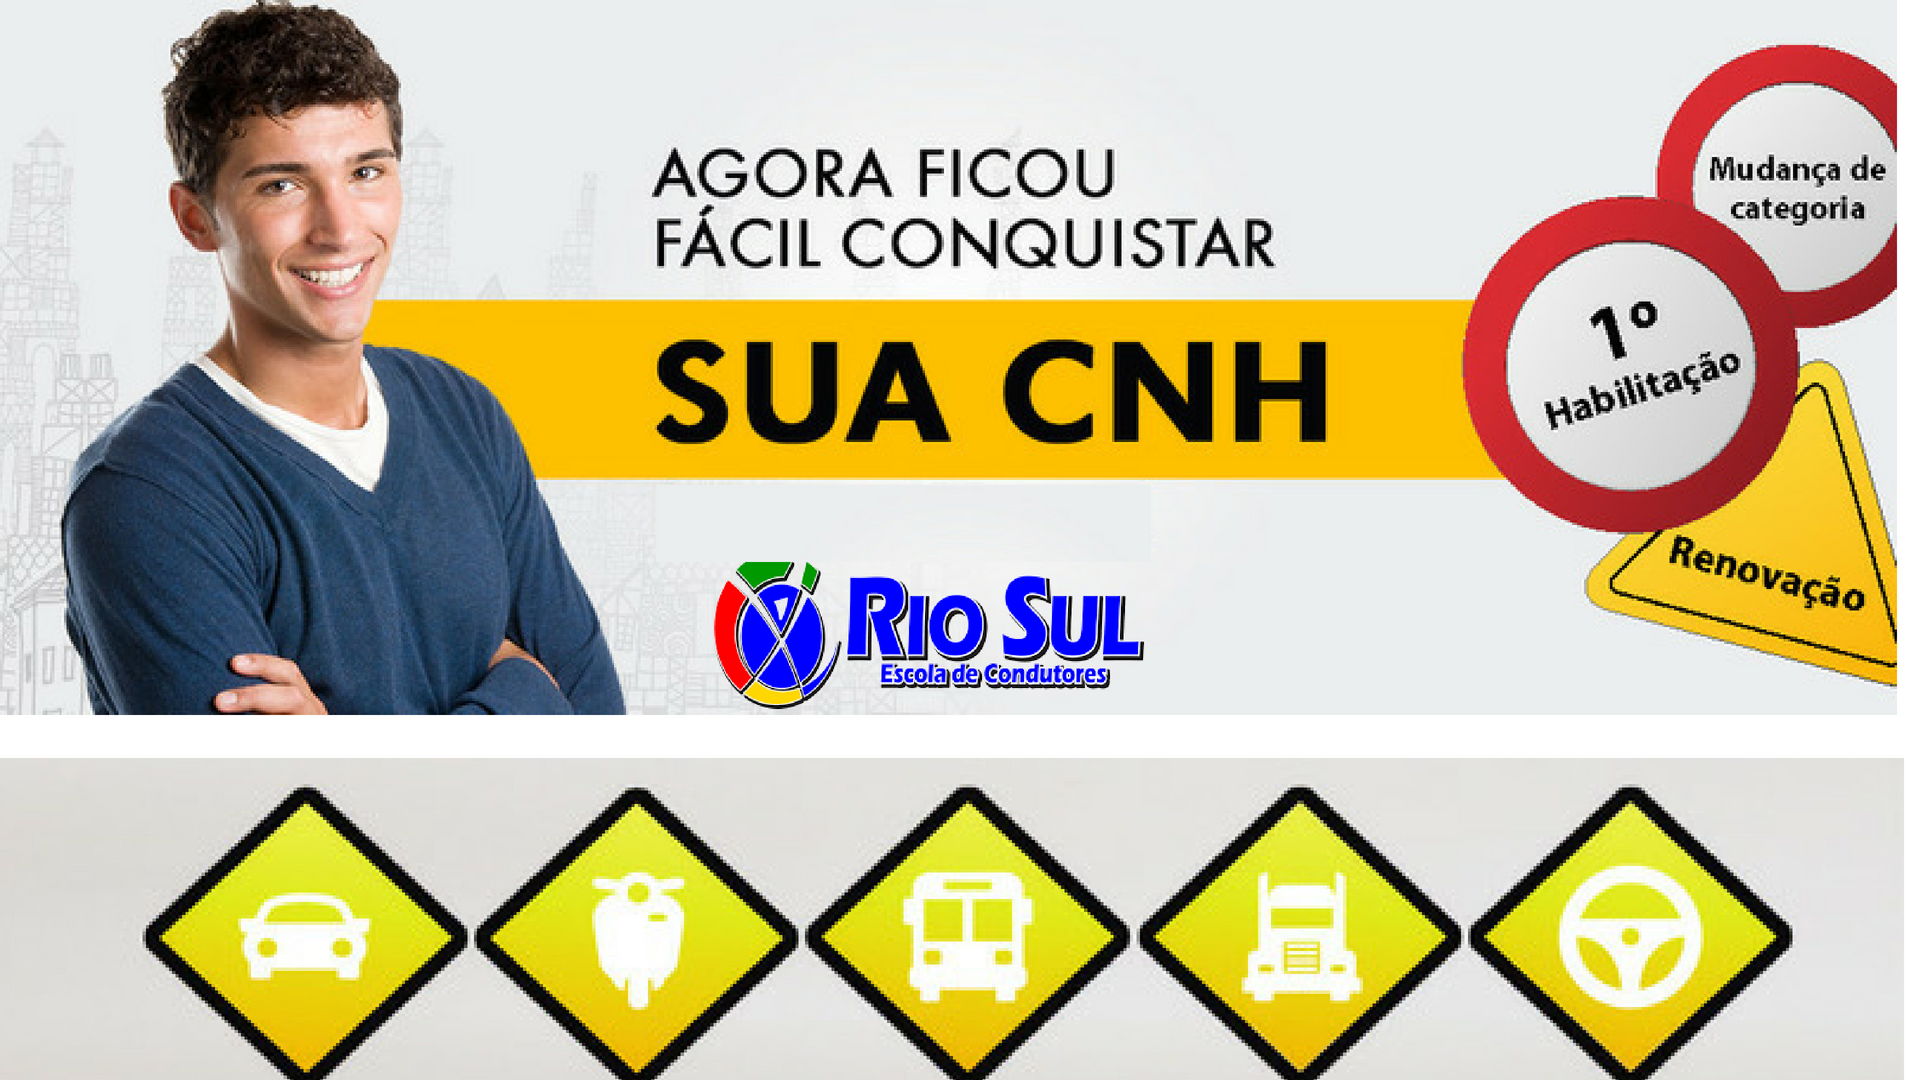 AGORA FICOU
FÁCIL CONQUISTAR
SUA CNH
Mudança de
categoria
1º
Habilitação
Renovação
RIO SUL
Escola de Condutores